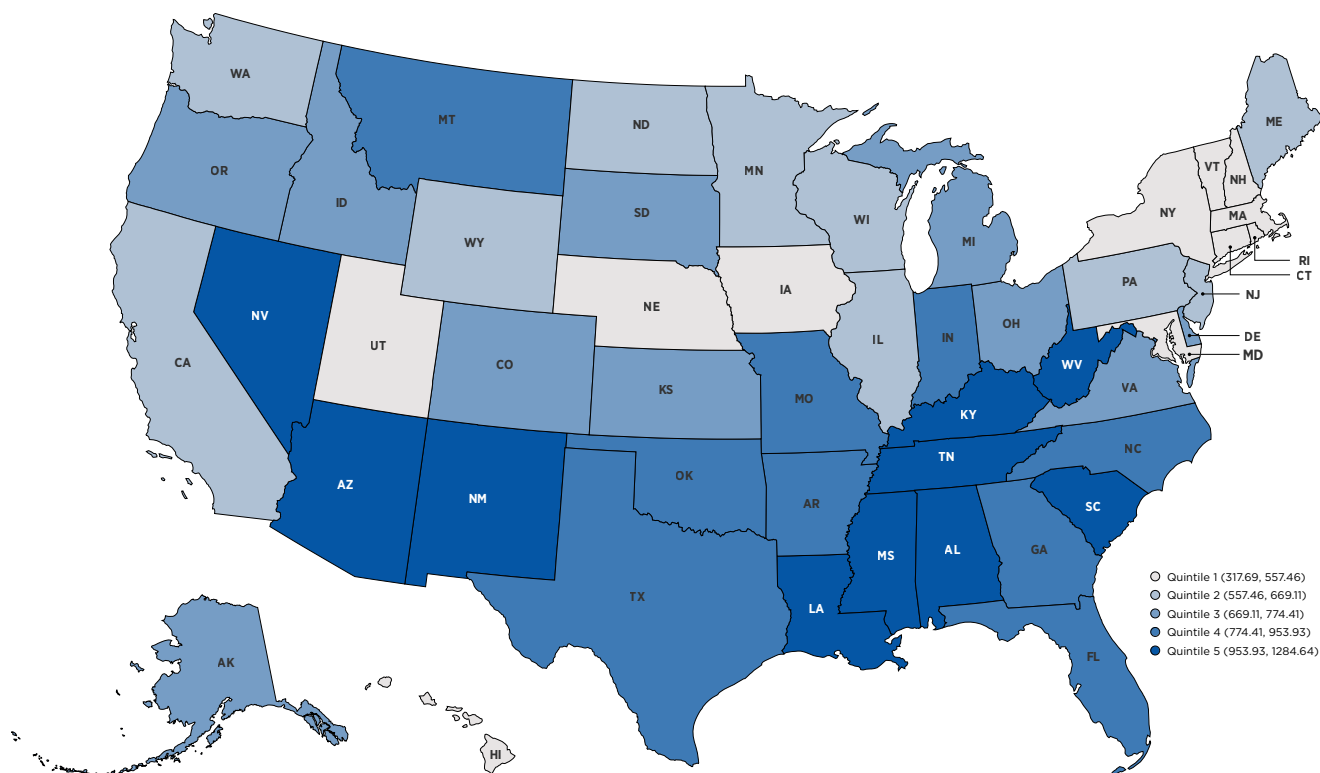 WA
MT
ND
MN
ME
OR
ID
SD
WI
MI
VT
NH
NY
MA
RI
CT
WY
NE
IA
PA
NJ
NV
UT
CO
IL
IN
OH
DE
MD
CA
KS
MO
WV
VA
KY
NC
TN
AZ
NM
OK
AR
SC
MS
AL
GA
TX
LA
FL
AK
HI
Quintile 1 (317.69, 557.46)
Quintile 2 (557.46, 669.11)
Quintile 3 (669.11, 774.41)
Quintile 4 (774.41, 953.93)
Quintile 5 (953.93, 1284.64)